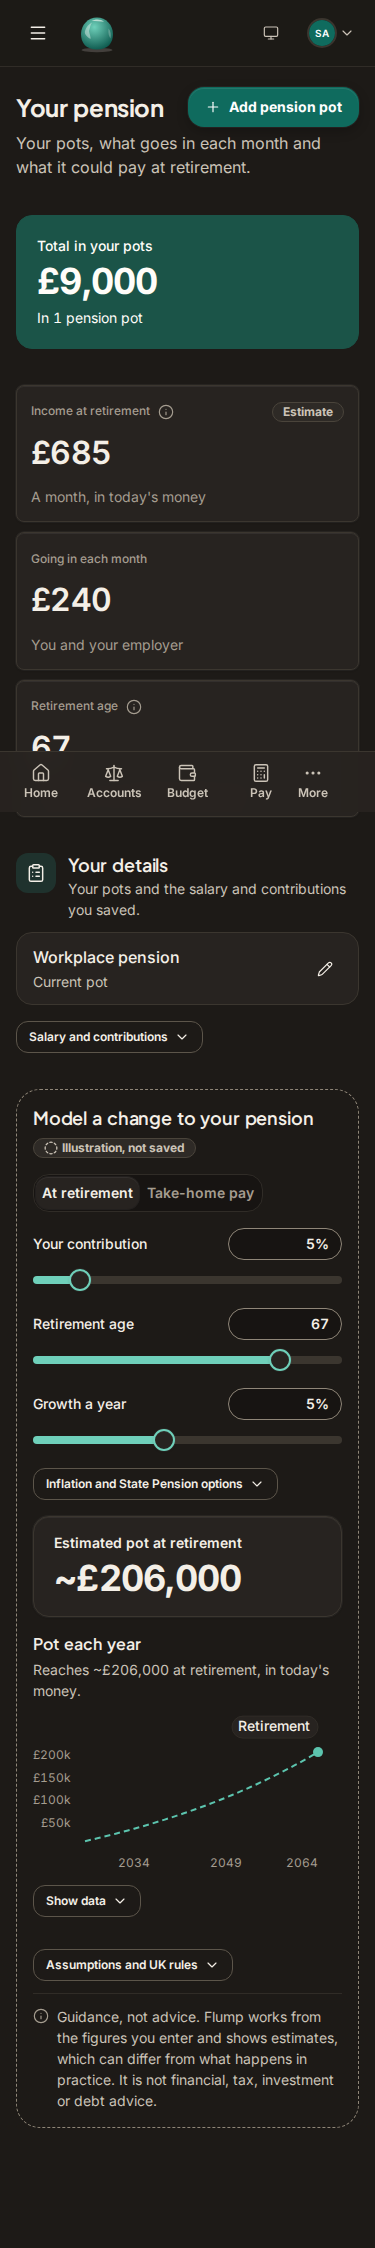 SA
Your pension
Add pension pot
Your pots, what goes in each month and
what it could pay at retirement.
Total in your pots
£9,000
In 1 pension pot
Income at retirement
Estimate
£685
A month, in today's money
Going in each month
£240
You and your employer
Retirement age
67
Home
Accounts
Budget
Pay
More
Your details
Your pots and the salary and contributions
you saved.
Workplace pension
Current pot
Salary and contributions
Model a change to your pension
Illustration, not saved
At retirement
Take-home pay
Your contribution
5%
Retirement age
67
Growth a year
5%
Inflation and State Pension options
Estimated pot at retirement
~£206,000
Pot each year
Reaches ~£206,000 at retirement, in today's
money.
Retirement
£200k
£150k
£100k
£50k
2034
2049
2064
Show data
Assumptions and UK rules
Guidance, not advice. Flump works from
the figures you enter and shows estimates,
which can differ from what happens in
practice. It is not financial, tax, investment
or debt advice.